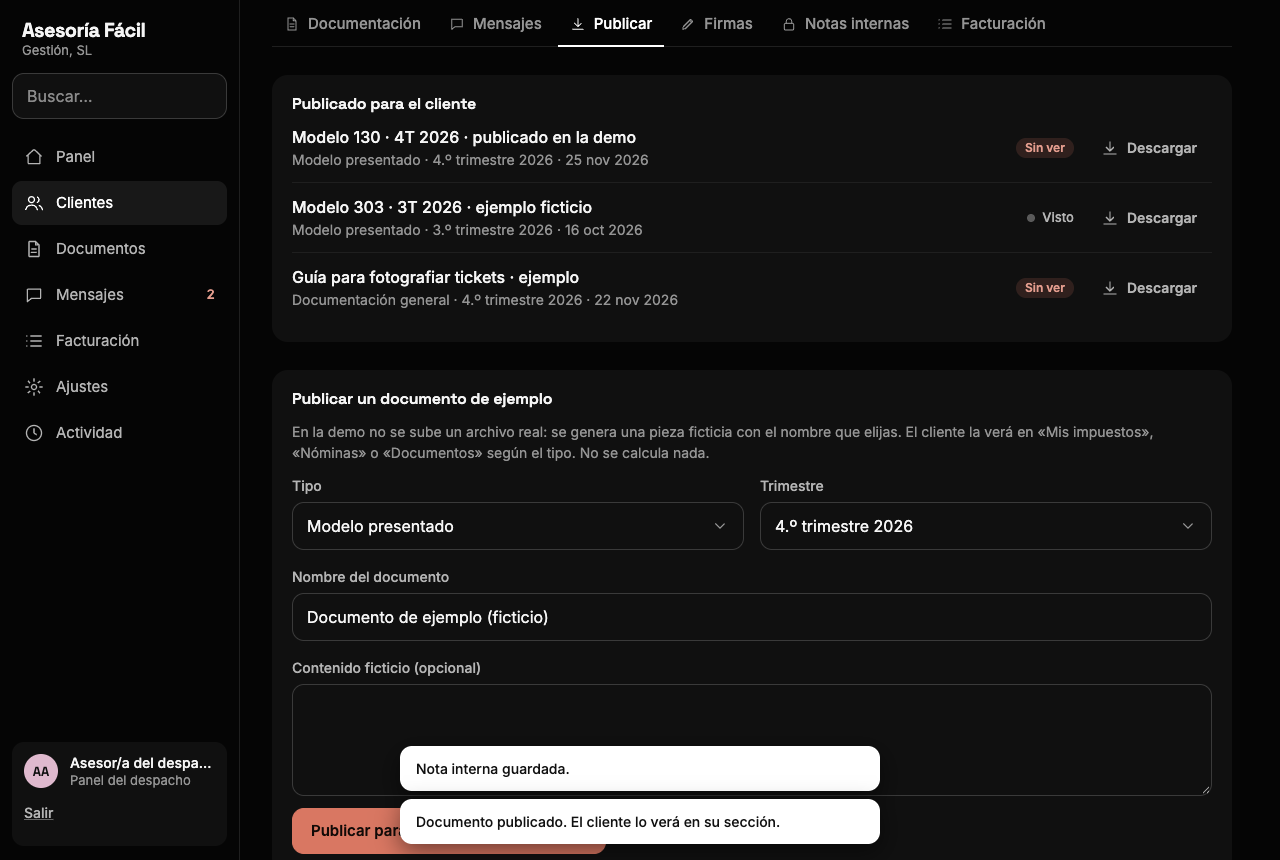 Asesoría Fácil
Gestión, SL
Buscar...
Panel
Clientes
Documentos
Mensajes 2
Facturación
Ajustes
Actividad
AA
Asesor/a del despa...
Panel del despacho
Salir
Documentación Mensajes Publicar Firmas Notas internas Facturación
Publicado para el cliente
Modelo 130 · 4T 2026 · publicado en la demo
Modelo presentado · 4.º trimestre 2026 · 25 nov 2026
Sin ver Descargar
Modelo 303 · 3T 2026 · ejemplo ficticio
Modelo presentado · 3.º trimestre 2026 · 16 oct 2026
Visto Descargar
Guía para fotografiar tickets · ejemplo
Documentación general · 4.º trimestre 2026 · 22 nov 2026
Sin ver Descargar
Publicar un documento de ejemplo
En la demo no se sube un archivo real: se genera una pieza ficticia con el nombre que elijas. El cliente la verá en «Mis impuestos»,
«Nóminas» o «Documentos» según el tipo. No se calcula nada.
Tipo Trimestre
Modelo presentado 4.º trimestre 2026
Nombre del documento
Documento de ejemplo (ficticio)
Contenido ficticio (opcional)
Nota interna guardada.
Publicar
Documento publicado. El cliente lo verá en su sección.